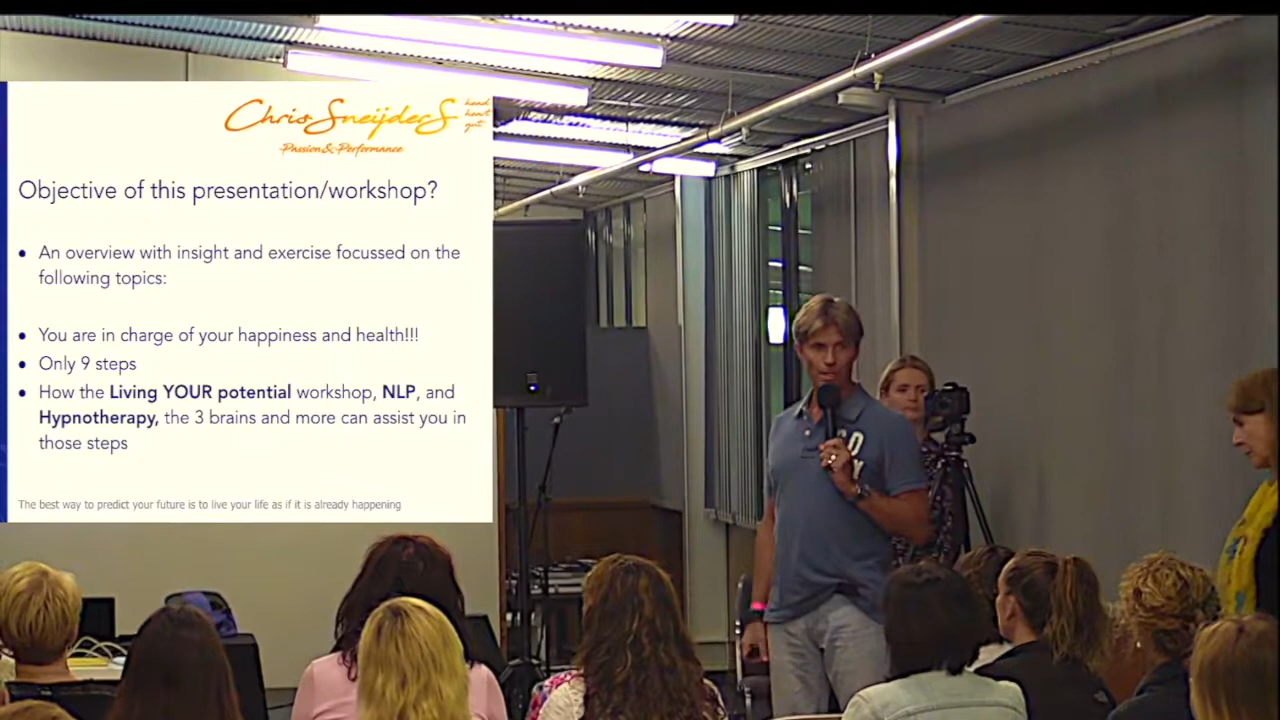 Chris SneijderS
head
heart
gut
Passion & Performance
Objective of this presentation/workshop?
• An overview with insight and exercise focussed on the
following topics:
• You are in charge of your happiness and health!!!
• Only 9 steps
• How the Living YOUR potential workshop, NLP, and
Hypnotherapy, the 3 brains and more can assist you in
those steps
The best way to predict your future is to live your life as if it is already happening